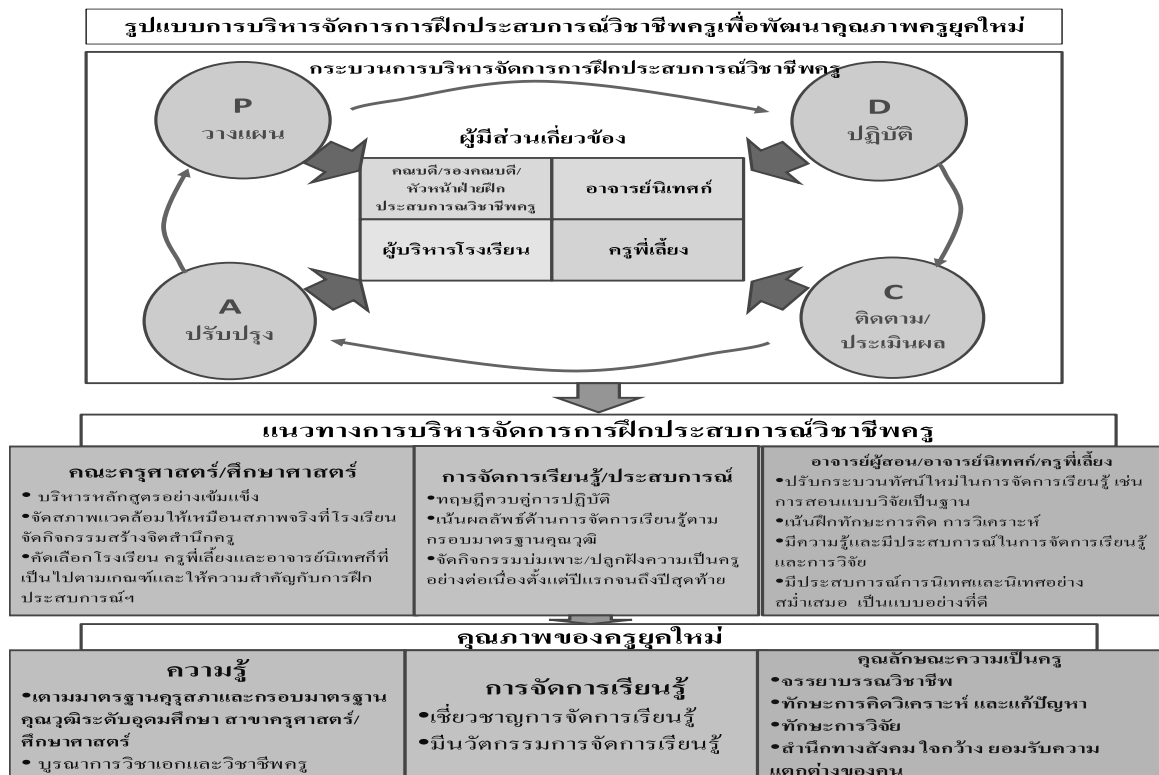 รูปแบบการบริหารจัดการการฝึกประสบการณ์วิชาชีพครูเพื่อพัฒนาคุณภาพครูยุคใหม่
กระบวนการบริหารจัดการการฝึกประสบการณ์วิชาชีพครู
P
วางแผน
D
ปฏิบัติ
ผู้มีส่วนเกี่ยวข้อง
คณบดี/รองคณบดี/
หัวหน้าฝ่ายฝึก
ประสบการณวิชาชีพครู
อาจารย์นิเทศก์
ผู้บริหารโรงเรียน
ครูพี่เลี้ยง
A
ปรับปรุง
C
ติดตาม/
ประเมินผล
แนวทางการบริหารจัดการการฝึกประสบการณ์วิชาชีพครู
คณะครุศาสตร์/ศึกษาศาสตร์
• บริหารหลักสูตรอย่างเข้มแข็ง
•จัดสภาพแวดล้อมให้เหมือนสภาพจริงที่โรงเรียน
จัดกิจกรรมสร้างจิตสำนึกครู
•คัดเลือกโรงเรียน ครูพี่เลี้ยงและอาจารย์นิเทศก์ที่
เป็นไปตามเกณฑ์และให้ความสำคัญกับการฝึก
ประสบการณ์ฯ
การจัดการเรียนรู้/ประสบการณ์
•ทฤษฎีควบคู่การปฏิบัติ
•เน้นผลลัพธ์ด้านการจัดการเรียนรู้ตาม
กรอบมาตรฐานคุณวุฒิ
•จัดกิจกรรมบ่มเพาะ/ปลูกฝังความเป็นครู
อย่างต่อเนื่องตั้งแต่ปีแรกจนถึงปีสุดท้าย
อาจารย์ผู้สอน/อาจารย์นิเทศก์/ครูพี่เลี้ยง
•ปรับกระบวนทัศน์ใหม่ในการจัดการเรียนรู้ เช่น
การสอนแบบวิจัยเป็นฐาน
•เน้นฝึกทักษะการคิด การวิเคราะห์
•มีความรู้และมีประสบการณ์ในการจัดการเรียนรู้
และการวิจัย
•มีประสบการณ์การนิเทศและนิเทศอย่าง
สม่ำเสมอ เป็นแบบอย่างที่ดี
คุณภาพของครูยุคใหม่
ความรู้
•เตามมาตรฐานคุรุสภาและกรอบมาตรฐาน
คุณวุฒิระดับอุดมศึกษา สาขาครุศาสตร์/
ศึกษาศาสตร์
• บูรณาการวิชาเอกและวิชาชีพครู
การจัดการเรียนรู้
•เชี่ยวชาญการจัดการเรียนรู้
•มีนวัตกรรมการจัดการเรียนรู้
คุณลักษณะความเป็นครู
•จรรยาบรรณวิชาชีพ
•ทักษะการคิดวิเคราะห์ และแก้ปัญหา
•ทักษะการวิจัย
•สำนึกทางสังคม ใจกว้าง ยอมรับความ
แตกต่างของคน